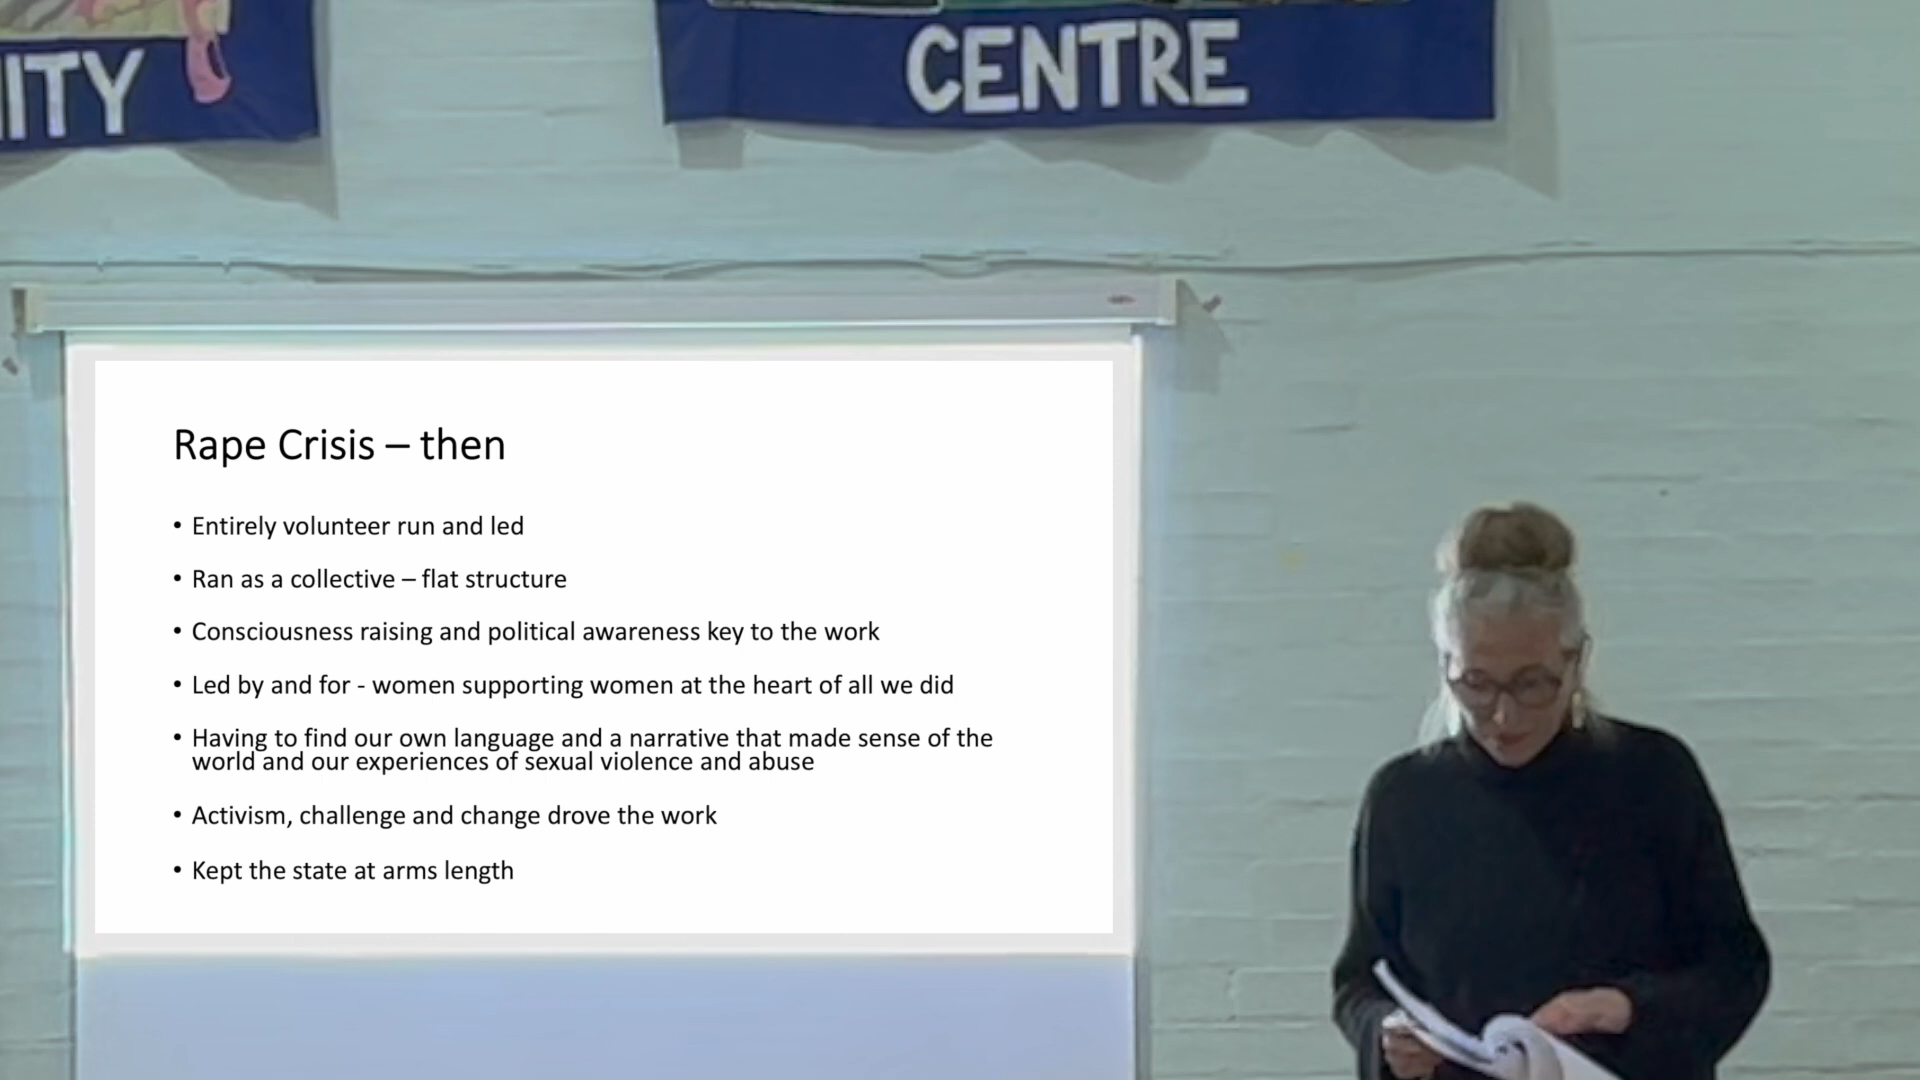 ITY
CENTRE
Rape Crisis – then
• Entirely volunteer run and led
• Ran as a collective – flat structure
• Consciousness raising and political awareness key to the work
• Led by and for - women supporting women at the heart of all we did
• Having to find our own language and a narrative that made sense of the
world and our experiences of sexual violence and abuse
• Activism, challenge and change drove the work
• Kept the state at arms length